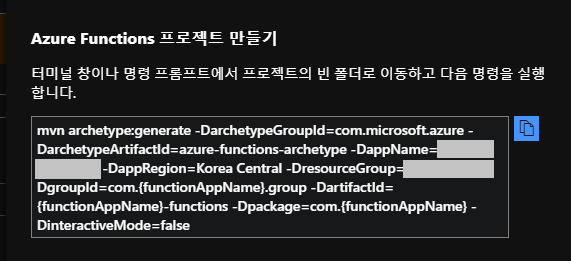 Azure Functions 프로젝트 만들기
터미널 창이나 명령 프롬프트에서 프로젝트의 빈 폴더로 이동하고 다음 명령을 실행
합니다.
mvn archetype:generate -DarchetypeGroupId=com.microsoft.azure -
DarchetypeArtifactId=azure-functions-archetype -DappName=
-DappRegion=Korea Central -DresourceGroup=
DgroupId=com.{functionAppName}.group -DartifactId=
{functionAppName}-functions -Dpackage=com.{functionAppName} -
DinteractiveMode=false